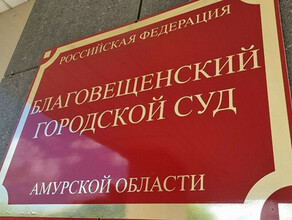 РОССИЙСКАЯ ФЕДЕРАЦИЯ
БЛАГОВЕЩЕНСКИЙ
ГОРОДСКОЙ СУД
АМУРСКОЙ ОБЛАСТИ